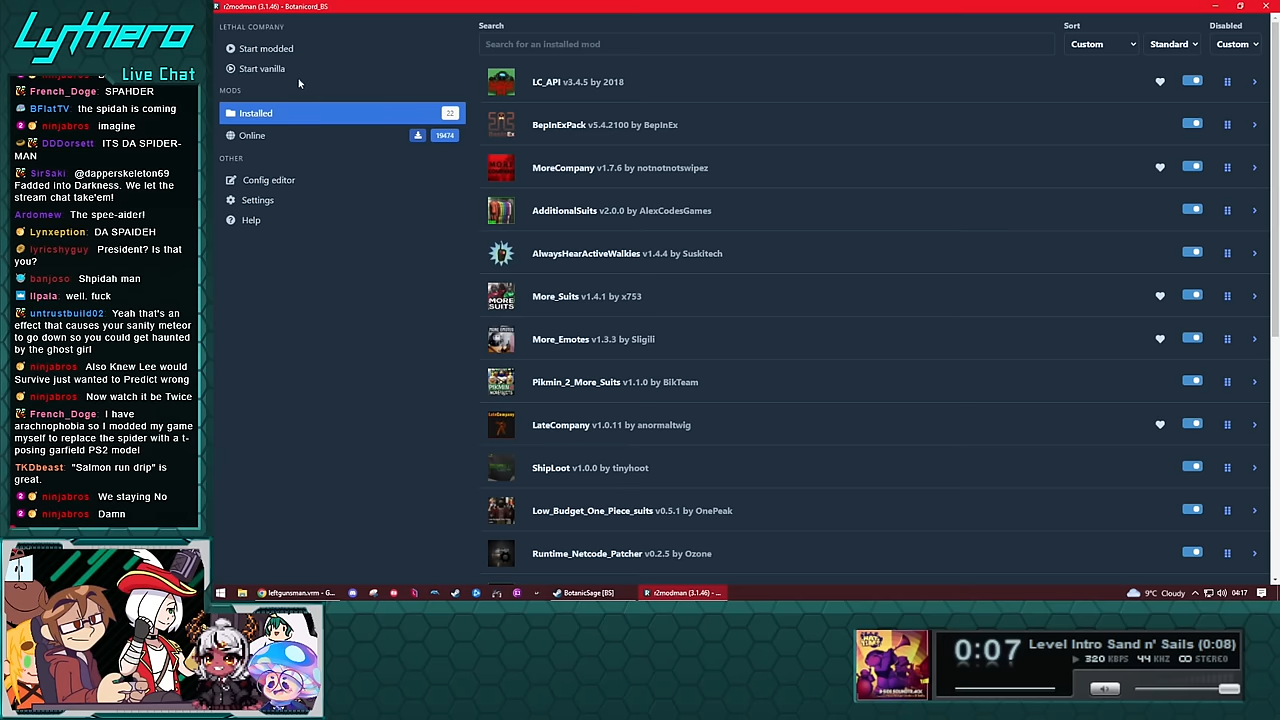 Lythero
Live Chat
French_Doge: SPAHDER
BFlatTV: the spidah is coming
ninjabros: imagine
DDDorsett: ITS DA SPIDER-
MAN
SirSaki: @dapperskeleton69
Fadded into Darkness. We let the
stream chat take'em!
Ardomew: The spee-aider!
Lynxeption: DA SPAIDEH
lyricshyguy: President? Is that
you?
banjoso: Shpidah man
Ilpala: well, fuck
untrustbuild02: Yeah that's an
effect that causes your sanity meteor
to go down so you could get haunted
by the ghost girl
ninjabros: Also Knew Lee would
Survive just wanted to Predict wrong
ninjabros: Now watch it be Twice
French_Doge: I have
arachnophobia so I modded my game
myself to replace the spider with a t-
posing garfield PS2 model
TKDbeast: "Salmon run drip" is
great.
ninjabros: We staying No
ninjabros: Damn
r2modman (3.1.46) - Botanicord_BS
LETHAL COMPANY
Start modded
Start vanilla
MODS
Installed 22
Online 19474
OTHER
Config editor
Settings
Help
Search
Search for an installed mod
Sort
Custom
Standard
Disabled
Custom
LC_API v3.4.5 by 2018
BepInExPack v5.4.2100 by BepInEx
MoreCompany v1.7.6 by notnotnotswipez
AdditionalSuits v2.0.0 by AlexCodesGames
AlwaysHearActiveWalkies v1.4.4 by Suskitech
More_Suits v1.4.1 by x753
More_Emotes v1.3.3 by Sligili
Pikmin_2_More_Suits v1.1.0 by BikTeam
LateCompany v1.0.11 by anormaltwig
ShipLoot v1.0.0 by tinyhoot
Low_Budget_One_Piece_suits v0.5.1 by OnePeak
Runtime_Netcode_Patcher v0.2.5 by Ozone
MORE
SUITS
leftgunsman.vrm - G...
BotanicSage [BS]
r2modman (3.1.46) - ...
9°C Cloudy
04:17
0:07
Level Intro Sand n' Sails (0:08)
320 KBPS 44 KHZ STEREO